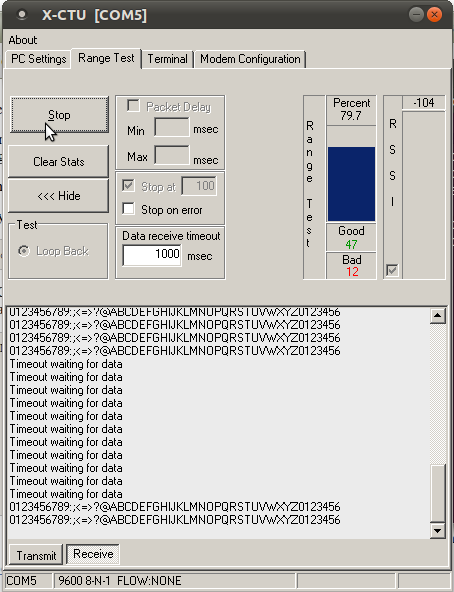 X-CTU [COM5]
About
PC Settings
Range Test
Terminal
Modem Configuration
Stop
Clear Stats
<<< Hide
Test
Loop Back
Packet Delay
Min
msec
Max
msec
Stop at
100
Stop on error
Data receive timeout
1000
msec
Range Test
Percent
79.7
Good
47
Bad
12
-104
RSSI
0123456789:;<=>?@ABCDEFGHIJKLMNOPQRSTUVWXYZ0123456
0123456789:;<=>?@ABCDEFGHIJKLMNOPQRSTUVWXYZ0123456
0123456789:;<=>?@ABCDEFGHIJKLMNOPQRSTUVWXYZ0123456
0123456789:;<=>?@ABCDEFGHIJKLMNOPQRSTUVWXYZ0123456
Timeout waiting for data
Timeout waiting for data
Timeout waiting for data
Timeout waiting for data
Timeout waiting for data
Timeout waiting for data
Timeout waiting for data
Timeout waiting for data
Timeout waiting for data
Timeout waiting for data
Timeout waiting for data
0123456789:;<=>?@ABCDEFGHIJKLMNOPQRSTUVWXYZ0123456
0123456789:;<=>?@ABCDEFGHIJKLMNOPQRSTUVWXYZ0123456
Transmit
Receive
COM5
9600 8-N-1 FLOW:NONE